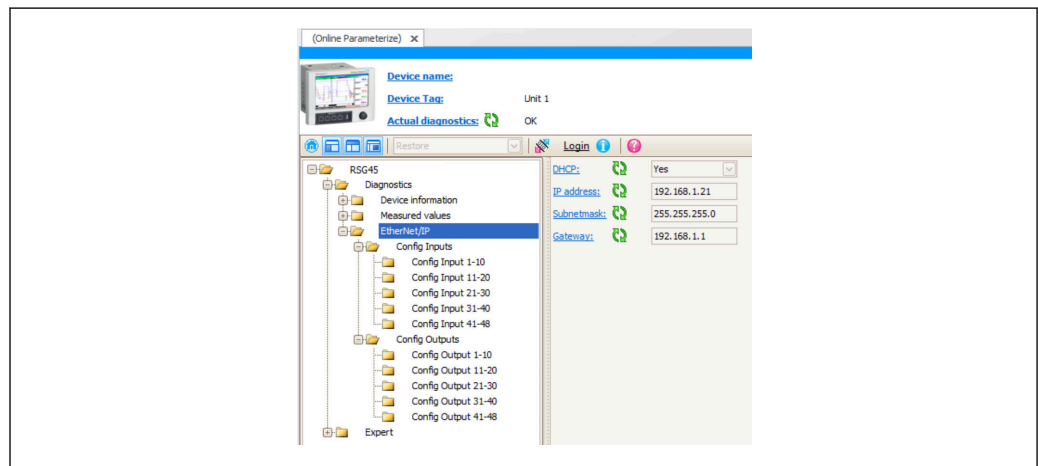 (Online Parameterize) X
Device name:
Device Tag: Unit 1
Actual diagnostics: OK
Restore Login
RSG45
Diagnostics
Device information
Measured values
EtherNet/IP
Config Inputs
Config Input 1-10
Config Input 11-20
Config Input 21-30
Config Input 31-40
Config Input 41-48
Config Outputs
Config Output 1-10
Config Output 11-20
Config Output 21-30
Config Output 31-40
Config Output 41-48
Expert
DHCP: Yes
IP address: 192.168.1.21
Subnetmask: 255.255.255.0
Gateway: 192.168.1.1